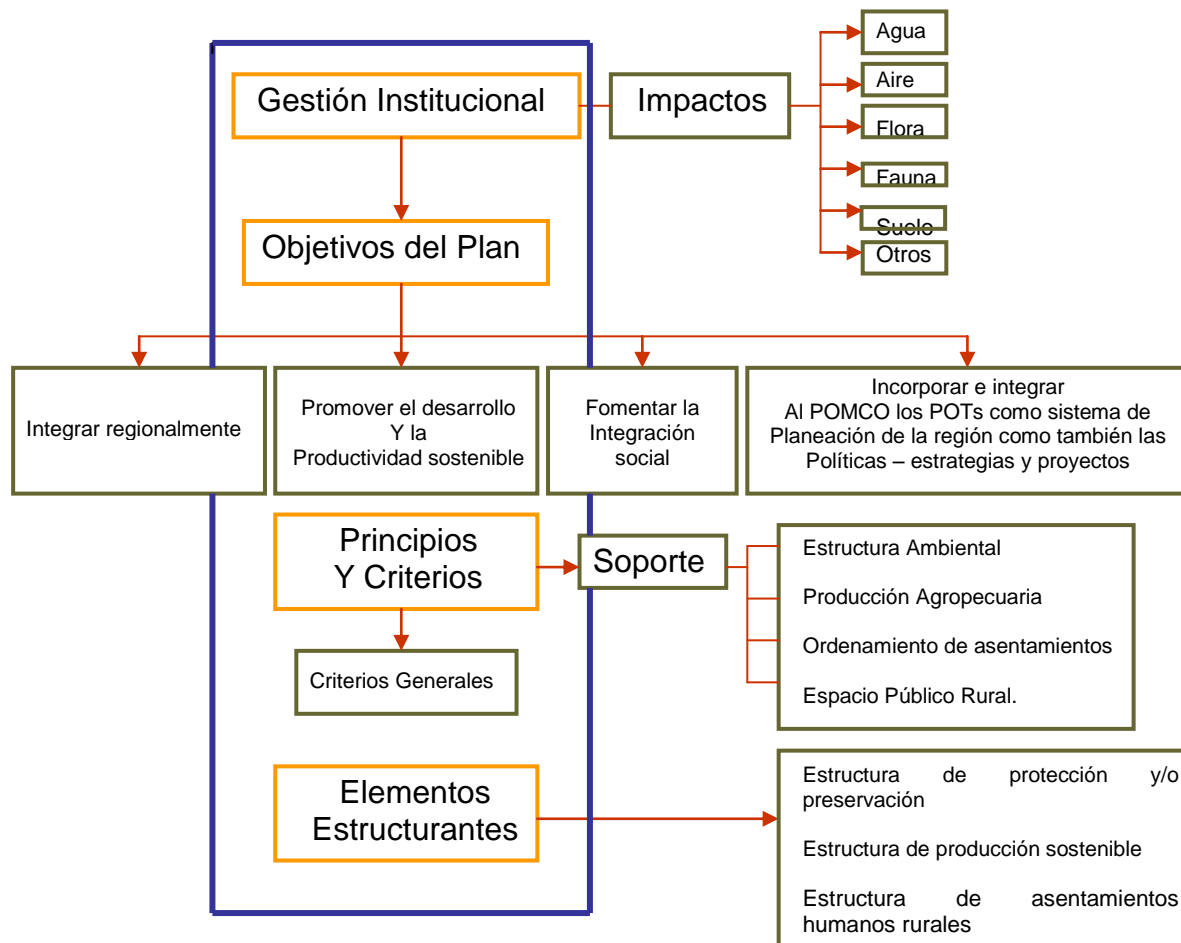 Gestión Institucional
Impactos
Agua
Aire
Flora
Fauna
Suelo
Otros
Objetivos del Plan
Integrar regionalmente
Promover el desarrollo
Y la
Productividad sostenible
Fomentar la
Integración
social
Incorporar e integrar
Al POMCO los POTs como sistema de
Planeación de la región como también las
Políticas – estrategias y proyectos
Principios
Y Criterios
Soporte
Estructura Ambiental
Producción Agropecuaria
Ordenamiento de asentamientos
Espacio Público Rural.
Criterios Generales
Elementos
Estructurantes
Estructura de protección y/o
preservación
Estructura de producción sostenible
Estructura de asentamientos
humanos rurales